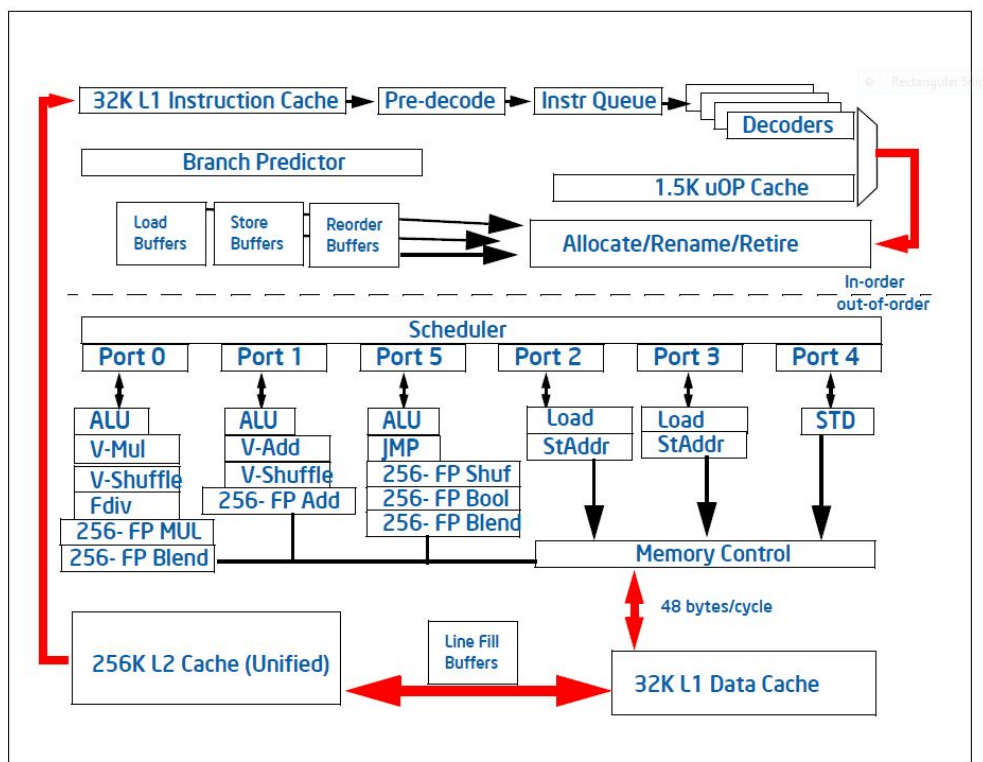 Rectangular Snip
32K L1 Instruction Cache
Pre-decode
Instr Queue
Decoders
Branch Predictor
1.5K uOP Cache
Load
Buffers
Store
Buffers
Reorder
Buffers
Allocate/Rename/Retire
In-order
out-of-order
Scheduler
Port 0
Port 1
Port 5
Port 2
Port 3
Port 4
ALU
V-Mul
V-Shuffle
Fdiv
256- FP MUL
256- FP Blend
ALU
V-Add
V-Shuffle
256- FP Add
ALU
JMP
256- FP Shuf
256- FP Bool
256- FP Blend
Load
StAddr
Load
StAddr
STD
Memory Control
48 bytes/cycle
256K L2 Cache (Unified)
Line Fill
Buffers
32K L1 Data Cache